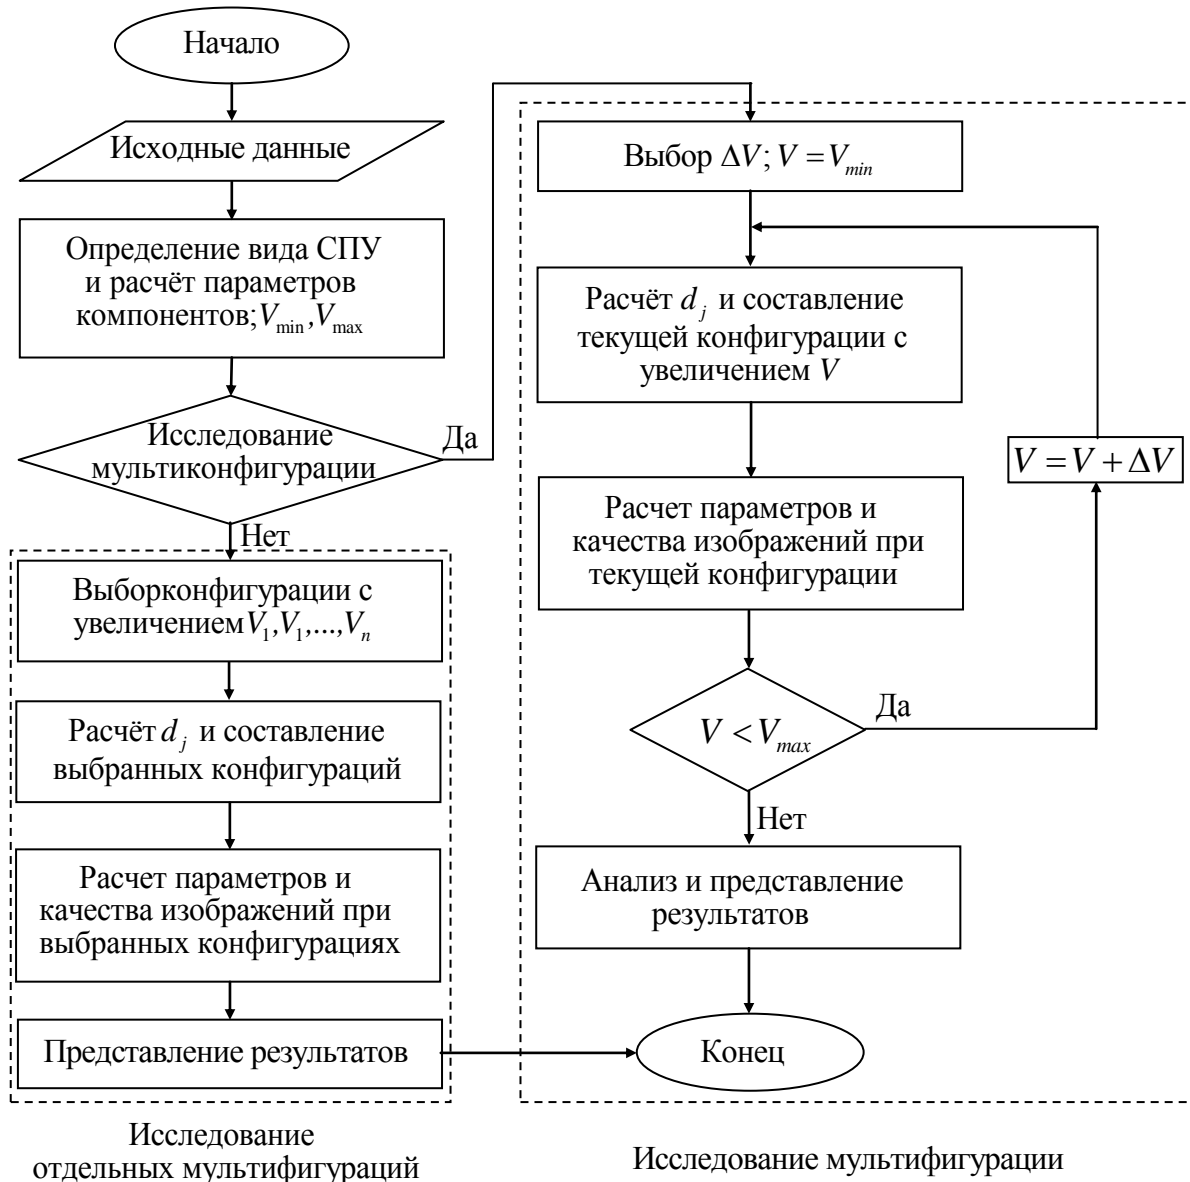 Начало
Исходные данные
Определение вида СПУ
и расчёт параметров
компонентов;V_min,V_max
Исследование
мультиконфигурации
Да
Нет
Выборконфигурации с
увеличениемV_1,V_1,...,V_n
Расчёт d_j и составление
выбранных конфигураций
Расчет параметров и
качества изображений при
выбранных конфигурациях
Представление результатов
Исследование
отдельных мультифигураций
Выбор ΔV; V = V_min
Расчёт d_j и составление
текущей конфигурации с
увеличением V
Расчет параметров и
качества изображений при
текущей конфигурации
V < V_max
Да
V = V + ΔV
Нет
Анализ и представление
результатов
Конец
Исследование мультифигурации